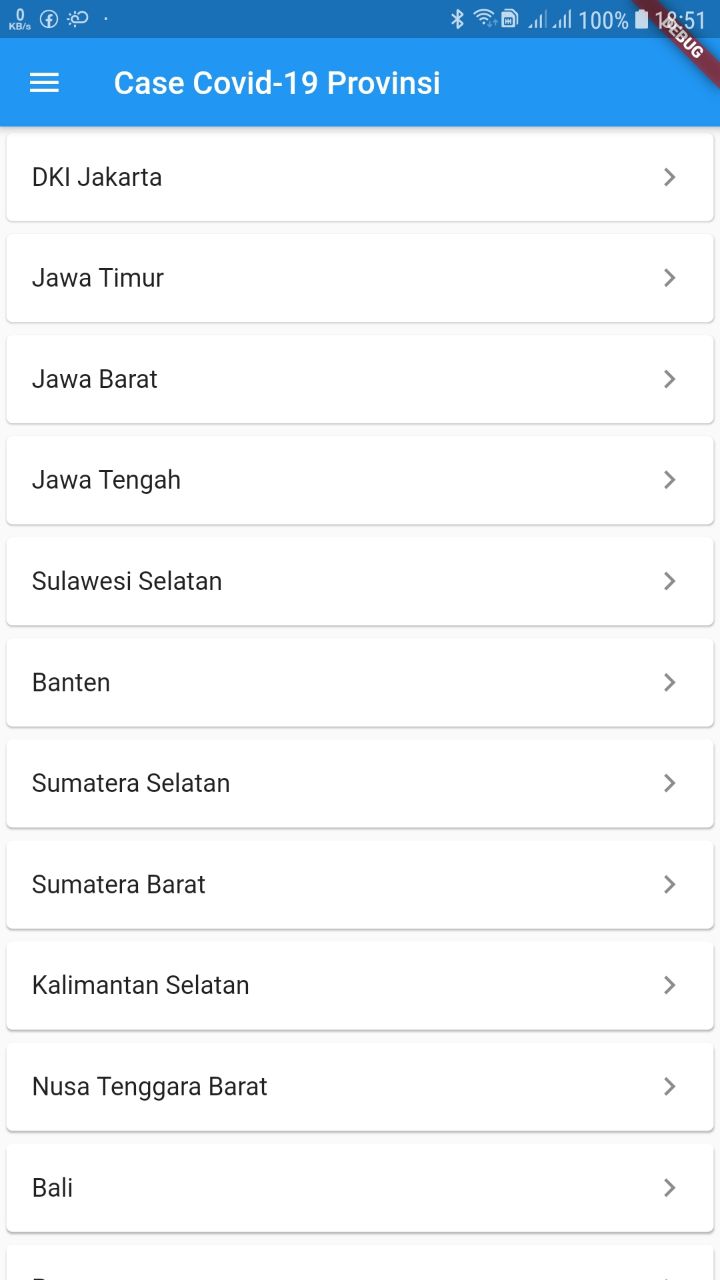 0
KB/s
100%
18:51
DEBUG
Case Covid-19 Provinsi
DKI Jakarta
Jawa Timur
Jawa Barat
Jawa Tengah
Sulawesi Selatan
Banten
Sumatera Selatan
Sumatera Barat
Kalimantan Selatan
Nusa Tenggara Barat
Bali